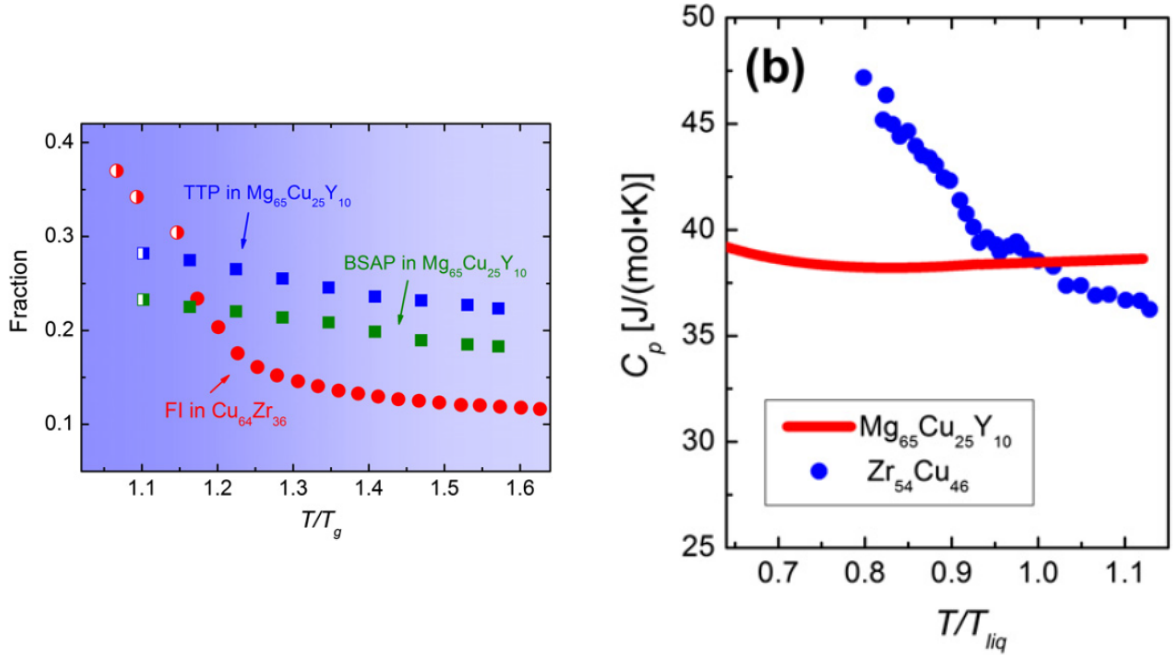 0.4
0.3
0.2
0.1
Fraction
TTP in Mg₆₅Cu₂₅Y₁₀
BSAP in Mg₆₅Cu₂₅Y₁₀
FI in Cu₆₄Zr₃₆
1.1 1.2 1.3 1.4 1.5 1.6
T/Tg
(b)
50
45
40
35
30
25
Cₚ [J/(mol•K)]
Mg₆₅Cu₂₅Y₁₀
Zr₅₄Cu₄₆
0.7 0.8 0.9 1.0 1.1
T/Tliq